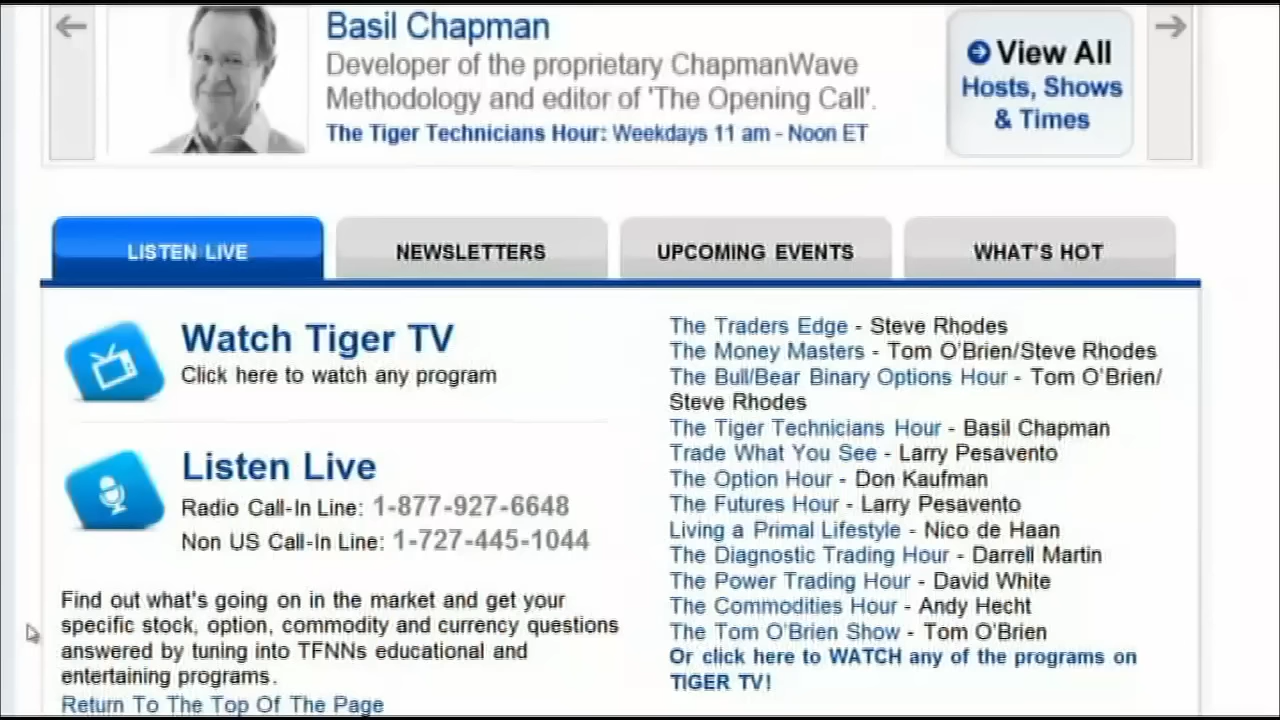 Basil Chapman
Developer of the proprietary ChapmanWave
Methodology and editor of 'The Opening Call'.
The Tiger Technicians Hour: Weekdays 11 am - Noon ET
View All
Hosts, Shows
& Times
LISTEN LIVE
NEWSLETTERS
UPCOMING EVENTS
WHAT'S HOT
Watch Tiger TV
Click here to watch any program
Listen Live
Radio Call-In Line: 1-877-927-6648
Non US Call-In Line: 1-727-445-1044
Find out what's going on in the market and get your
specific stock, option, commodity and currency questions
answered by tuning into TFNNs educational and
entertaining programs.
Return To The Top Of The Page
The Traders Edge - Steve Rhodes
The Money Masters - Tom O'Brien/Steve Rhodes
The Bull/Bear Binary Options Hour - Tom O'Brien/
Steve Rhodes
The Tiger Technicians Hour - Basil Chapman
Trade What You See - Larry Pesavento
The Option Hour - Don Kaufman
The Futures Hour - Larry Pesavento
Living a Primal Lifestyle - Nico de Haan
The Diagnostic Trading Hour - Darrell Martin
The Power Trading Hour - David White
The Commodities Hour - Andy Hecht
The Tom O'Brien Show - Tom O'Brien
Or click here to WATCH any of the programs on
TIGER TV!